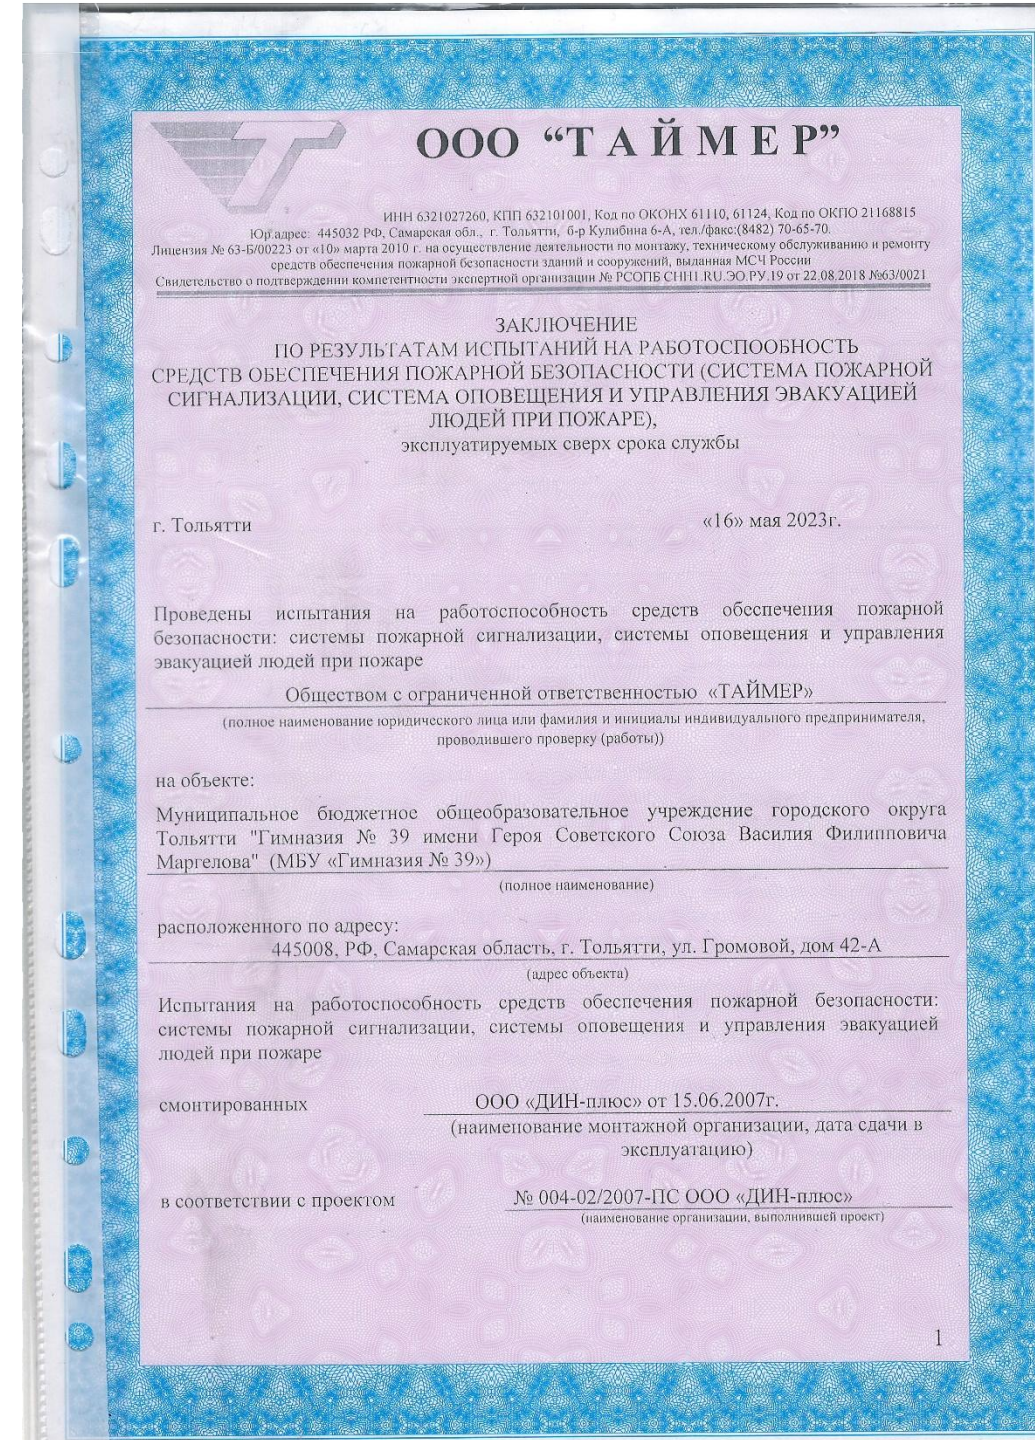 ООО “Т А Й М Е Р”
ИНН 6321027260, КПП 632101001, Код по ОКОНХ 61110, 61124, Код по ОКПО 21168815
Юр.адрес: 445032 РФ, Самарская обл., г. Тольятти, б-р Кулибина 6-А, тел./факс:(8482) 70-65-70.
Лицензия № 63-Б/00223 от «10» марта 2010 г. на осуществление деятельности по монтажу, техническому обслуживанию и ремонту
средств обеспечения пожарной безопасности зданий и сооружений, выданная МСЧ России
Свидетельство о подтверждении компетентности экспертной организации № РСОПБ СНН1.RU.ЭО.РУ.19 от 22.08.2018 №63/0021
ЗАКЛЮЧЕНИЕ
ПО РЕЗУЛЬТАТАМ ИСПЫТАНИЙ НА РАБОТОСПООБНОСТЬ
СРЕДСТВ ОБЕСПЕЧЕНИЯ ПОЖАРНОЙ БЕЗОПАСНОСТИ (СИСТЕМА ПОЖАРНОЙ
СИГНАЛИЗАЦИИ, СИСТЕМА ОПОВЕЩЕНИЯ И УПРАВЛЕНИЯ ЭВАКУАЦИЕЙ
ЛЮДЕЙ ПРИ ПОЖАРЕ),
эксплуатируемых сверх срока службы
г. Тольятти «16» мая 2023г.
Проведены испытания на работоспособность средств обеспечения пожарной
безопасности: системы пожарной сигнализации, системы оповещения и управления
эвакуацией людей при пожаре
Обществом с ограниченной ответственностью «ТАЙМЕР»
(полное наименование юридического лица или фамилия и инициалы индивидуального предпринимателя,
проводившего проверку (работы))
на объекте:
Муниципальное бюджетное общеобразовательное учреждение городского округа
Тольятти "Гимназия № 39 имени Героя Советского Союза Василия Филипповича
Маргелова" (МБУ «Гимназия № 39»)
(полное наименование)
расположенного по адресу:
445008, РФ, Самарская область, г. Тольятти, ул. Громовой, дом 42-А
(адрес объекта)
Испытания на работоспособность средств обеспечения пожарной безопасности:
системы пожарной сигнализации, системы оповещения и управления эвакуацией
людей при пожаре
смонтированных ООО «ДИН-плюс» от 15.06.2007г.
(наименование монтажной организации, дата сдачи в
эксплуатацию)
в соответствии с проектом № 004-02/2007-ПС ООО «ДИН-плюс»
(наименование организации, выполнившей проект)
1